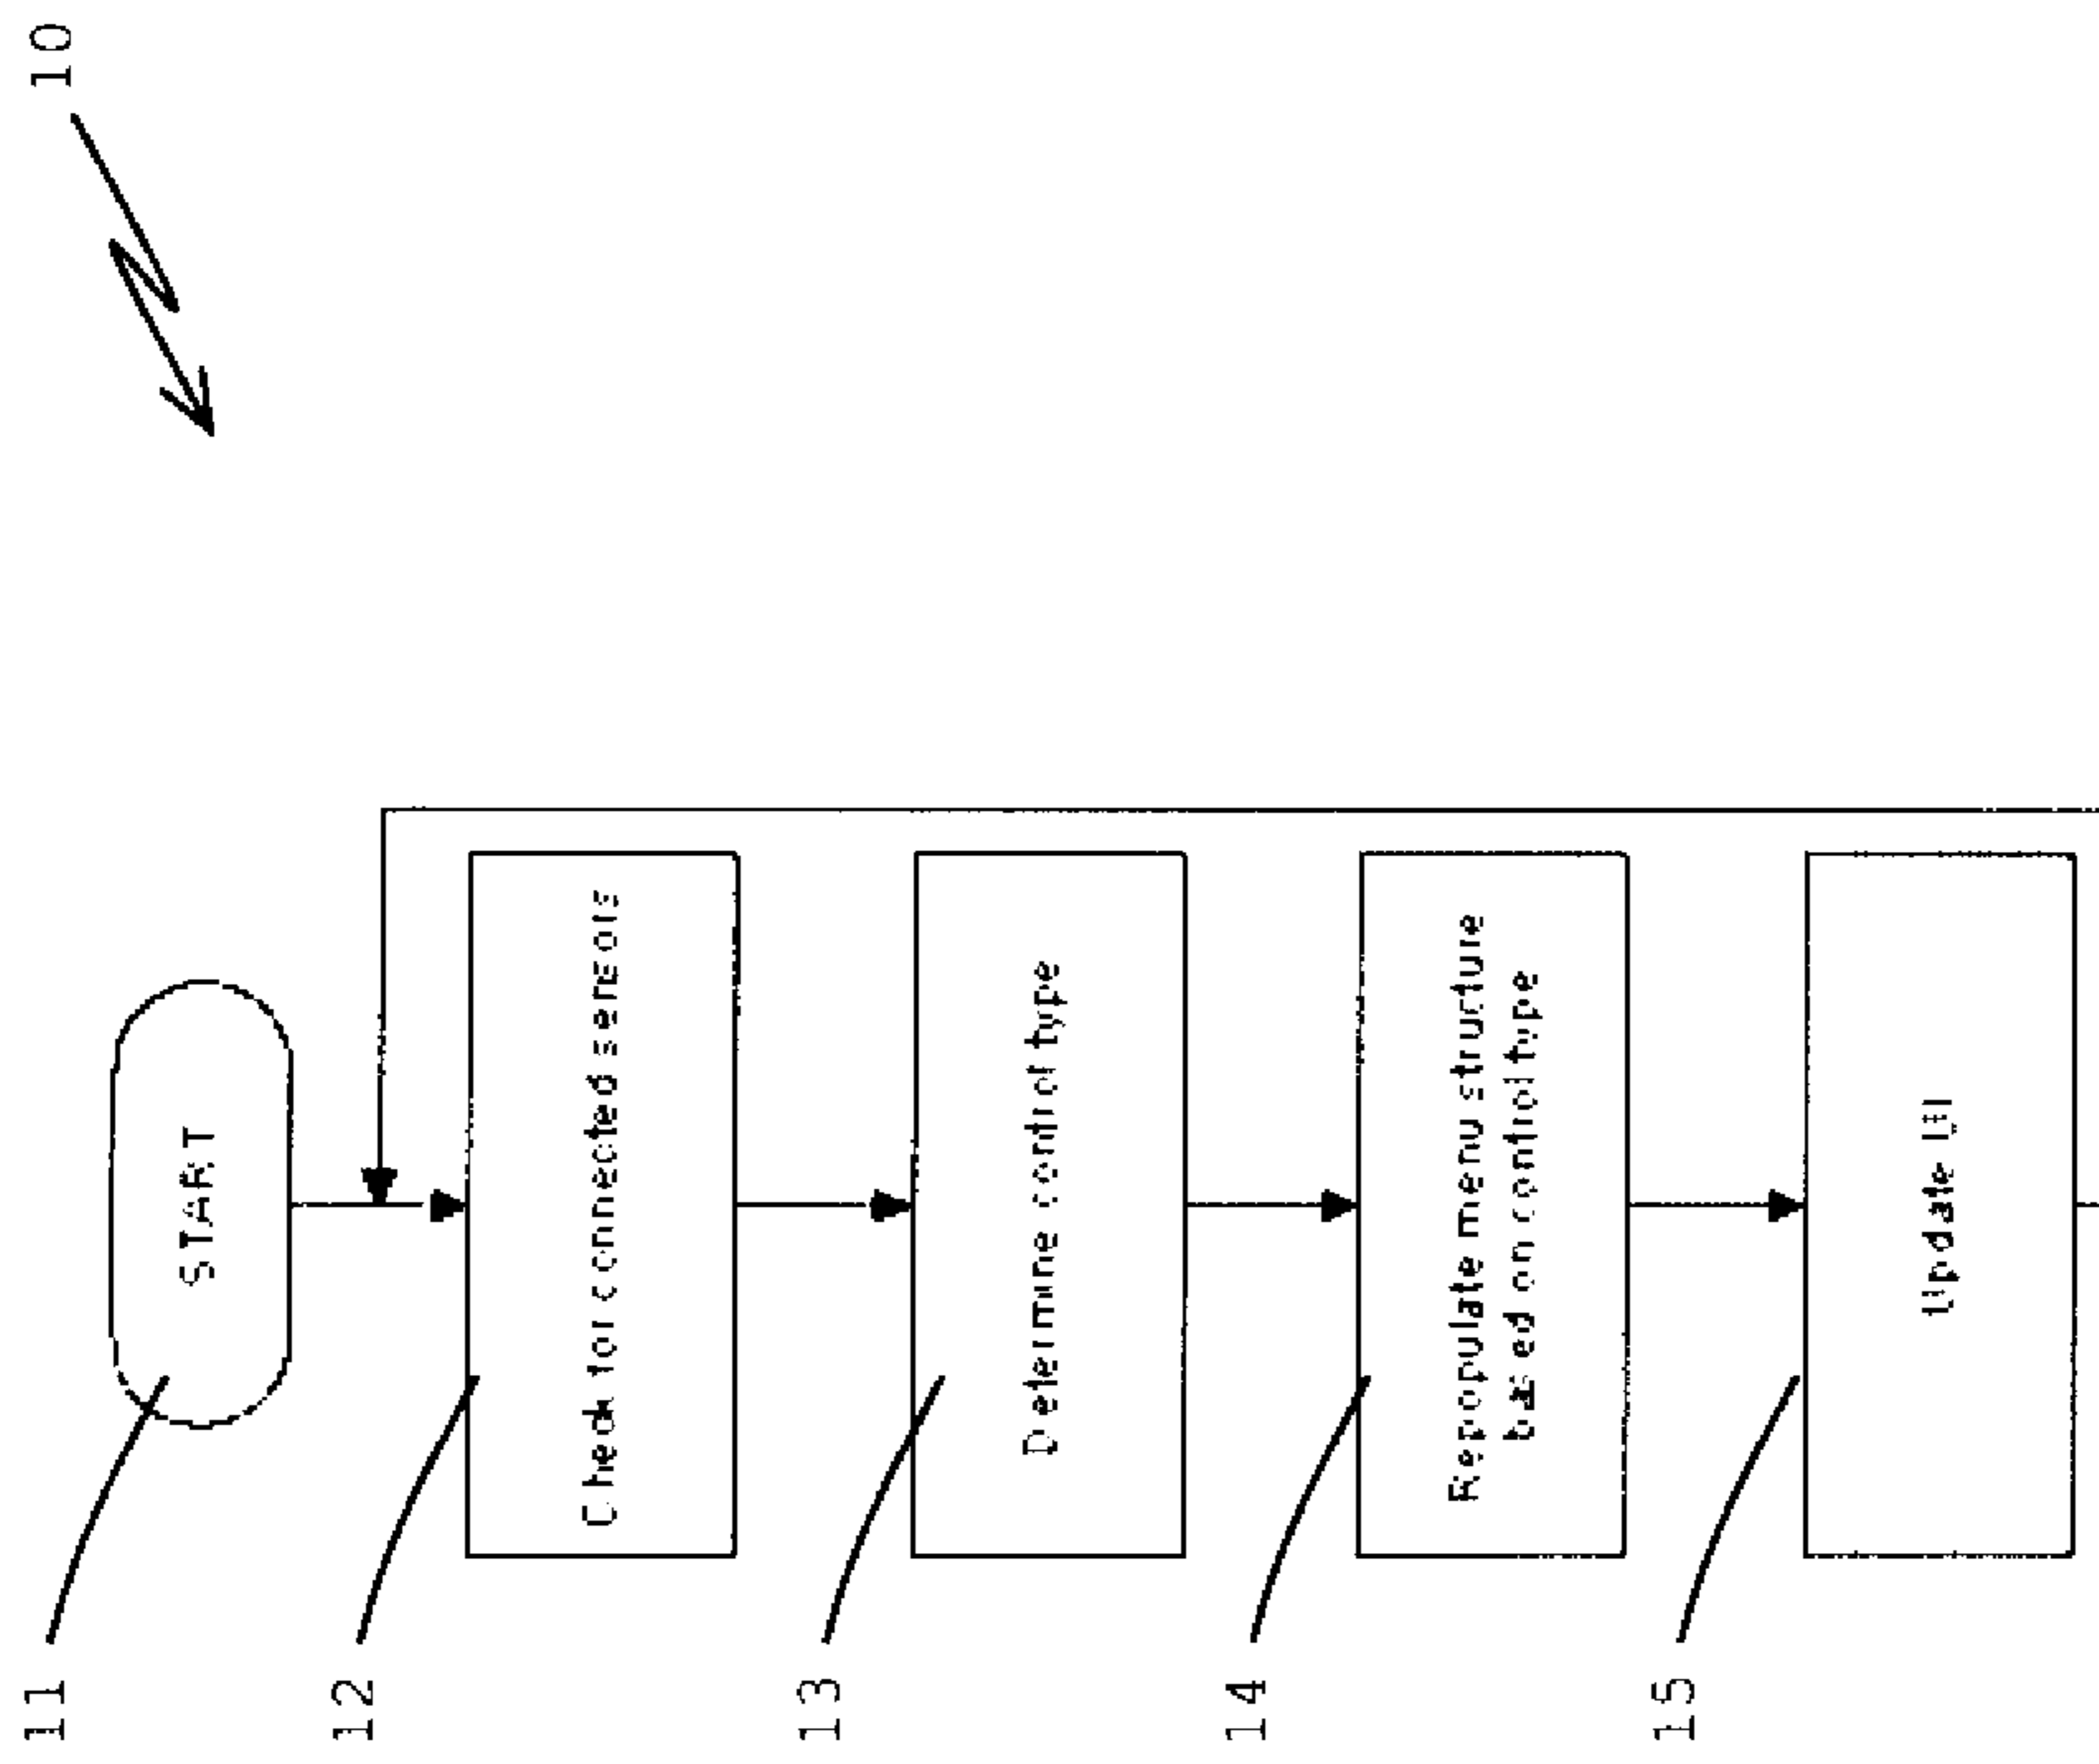 10
11
START
12
Check for connected sensors
13
Determine control type
14
Repopulate menu structure
based on control type
15
Update UI